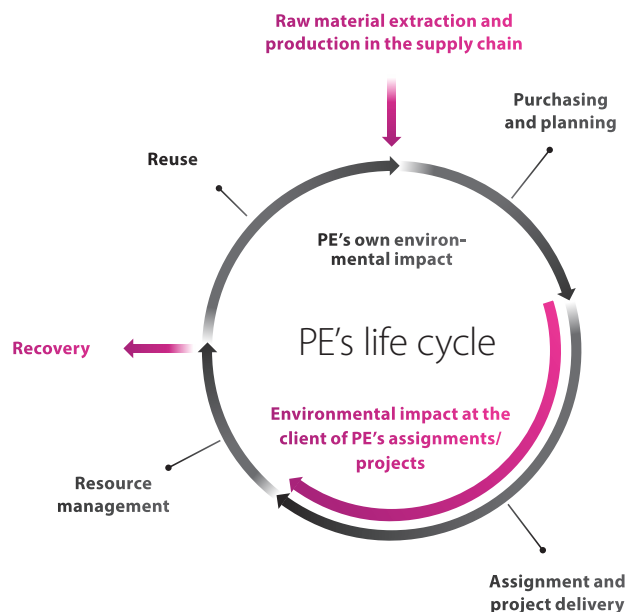 Raw material extraction and
production in the supply chain
Purchasing
and planning
Reuse
PE’s own environ-
mental impact
PE’s life cycle
Recovery
Environmental impact at the
client of PE’s assignments/
projects
Resource
management
Assignment and
project delivery